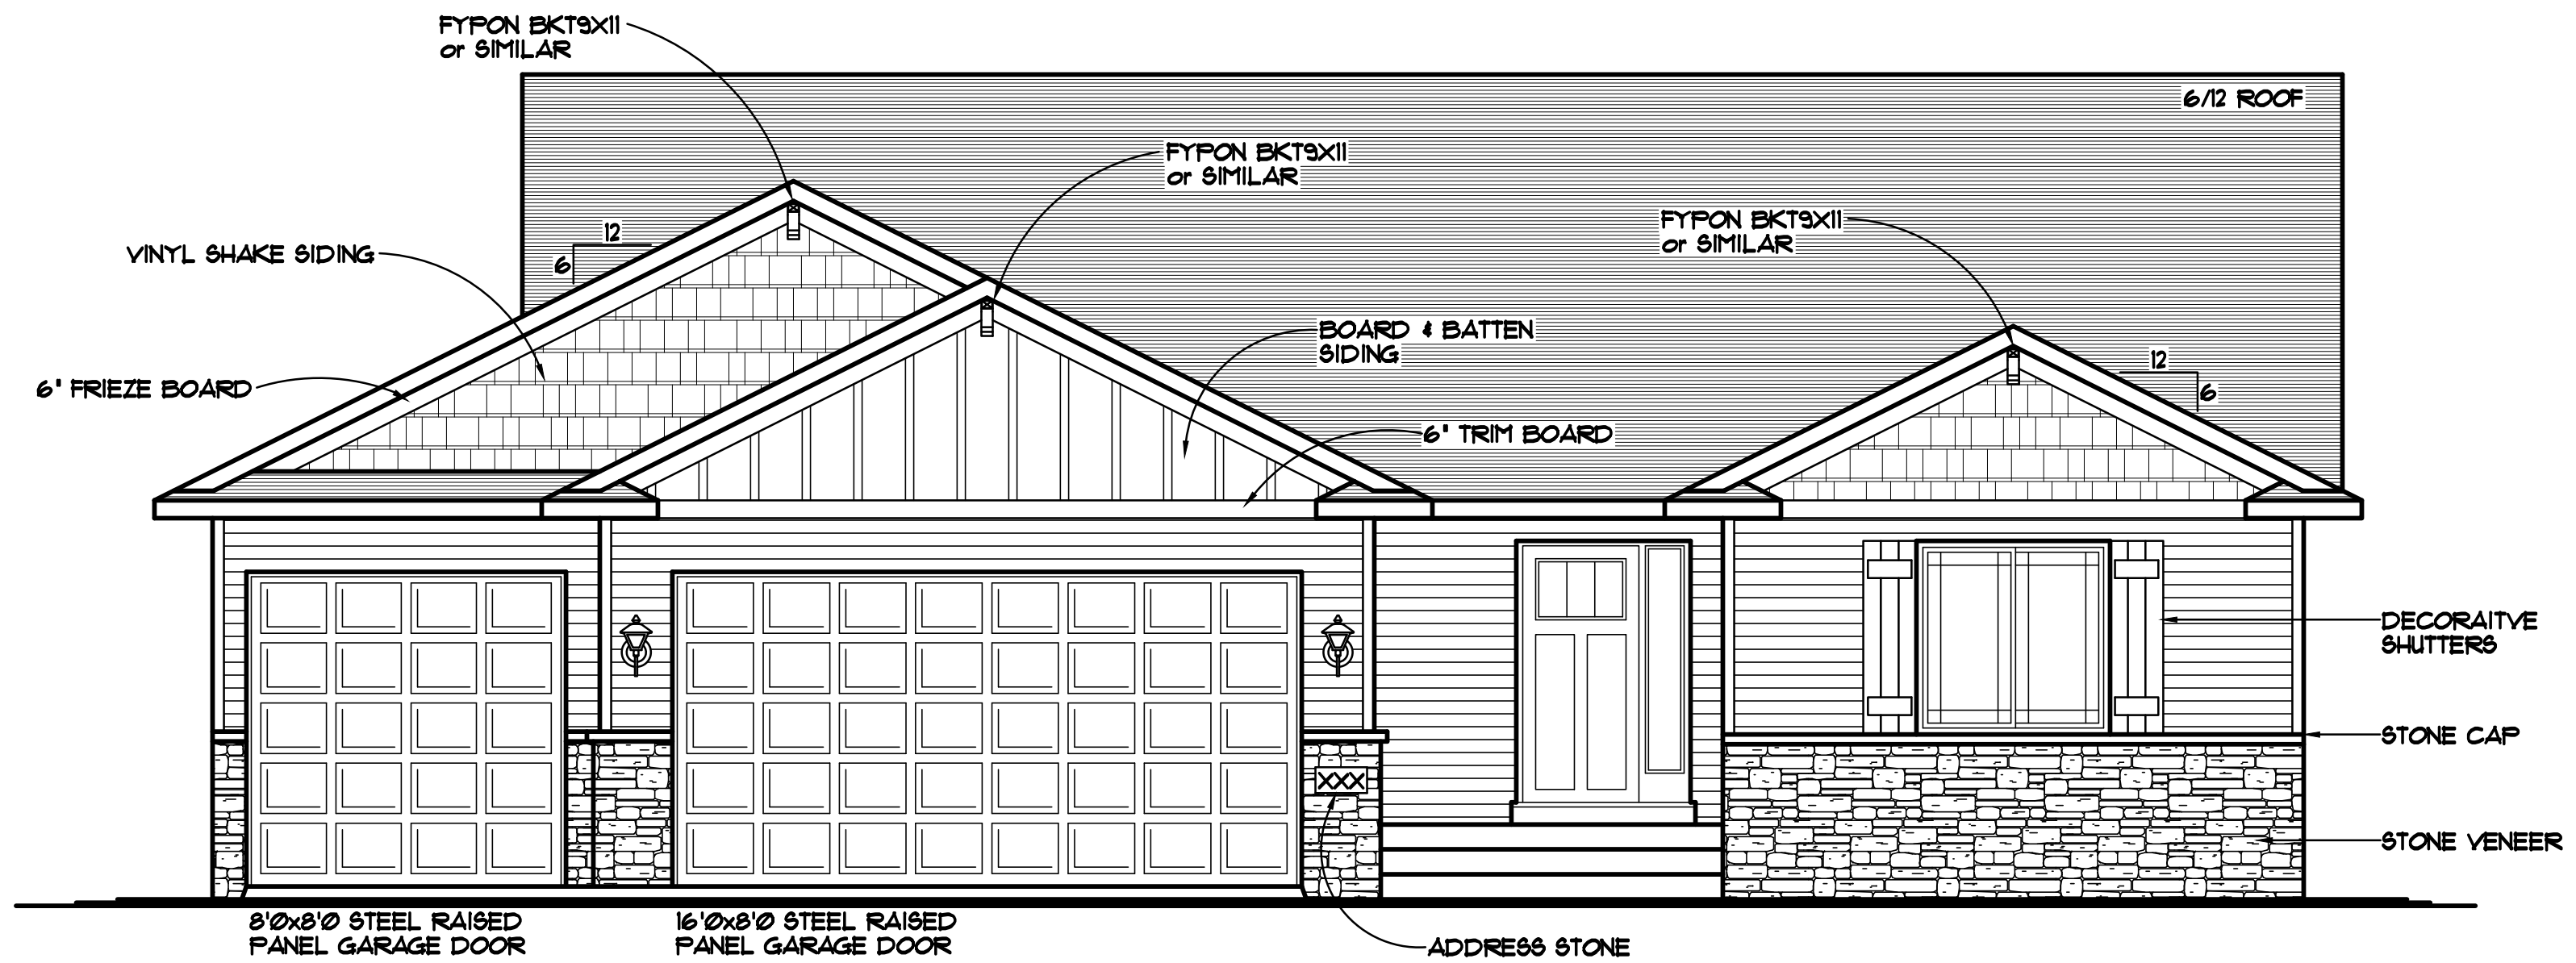 FYPON BKT9X11
or SIMILAR
6/12 ROOF
FYPON BKT9X11
or SIMILAR
FYPON BKT9X11
or SIMILAR
12
6
VINYL SHAKE SIDING
BOARD & BATTEN
SIDING
12
6
6" FRIEZE BOARD
6" TRIM BOARD
DECORAITVE
SHUTTERS
STONE CAP
XXX
STONE VENEER
8'0x8'0 STEEL RAISED
PANEL GARAGE DOOR
16'0x8'0 STEEL RAISED
PANEL GARAGE DOOR
ADDRESS STONE